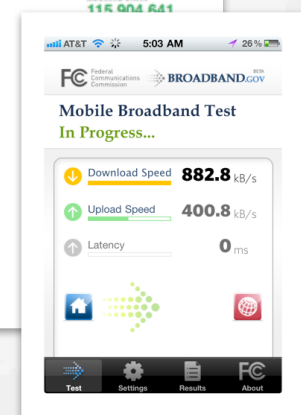 115,904,641
AT&T 5:03 AM 26%
FCC Federal Communications Commission BROADBAND.GOV BETA
Mobile Broadband Test
In Progress...
Download Speed 882.8 kB/s
Upload Speed 400.8 kB/s
Latency 0 ms
Test Settings Results About